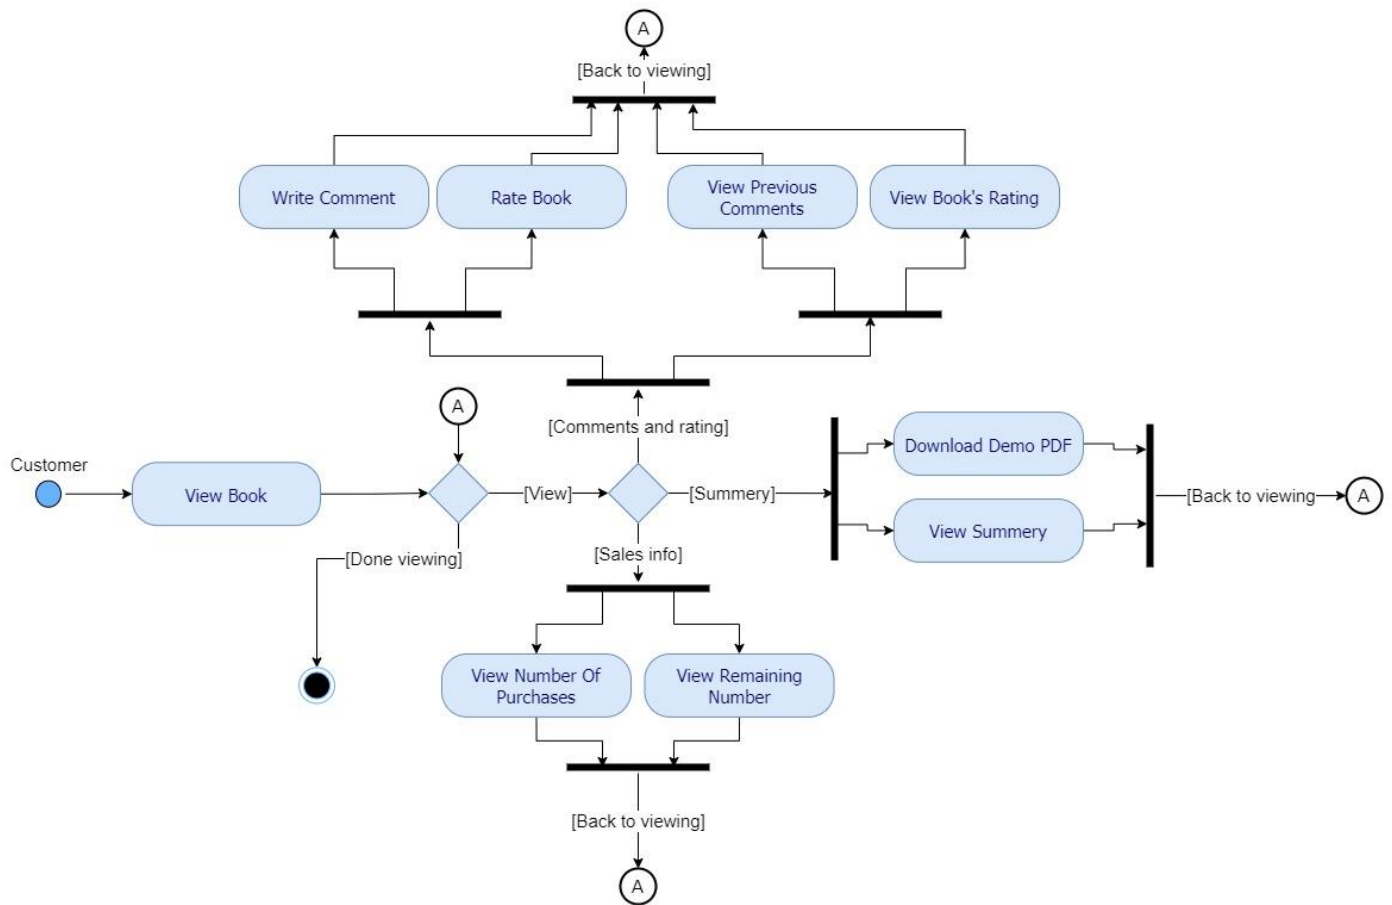 A
[Back to viewing]
Write Comment
Rate Book
View Previous
Comments
View Book's Rating
A
[Comments and rating]
Customer
View Book
[View]
[Summery]
Download Demo PDF
View Summery
[Back to viewing
A
[Done viewing]
[Sales info]
View Number Of
Purchases
View Remaining
Number
[Back to viewing]
A